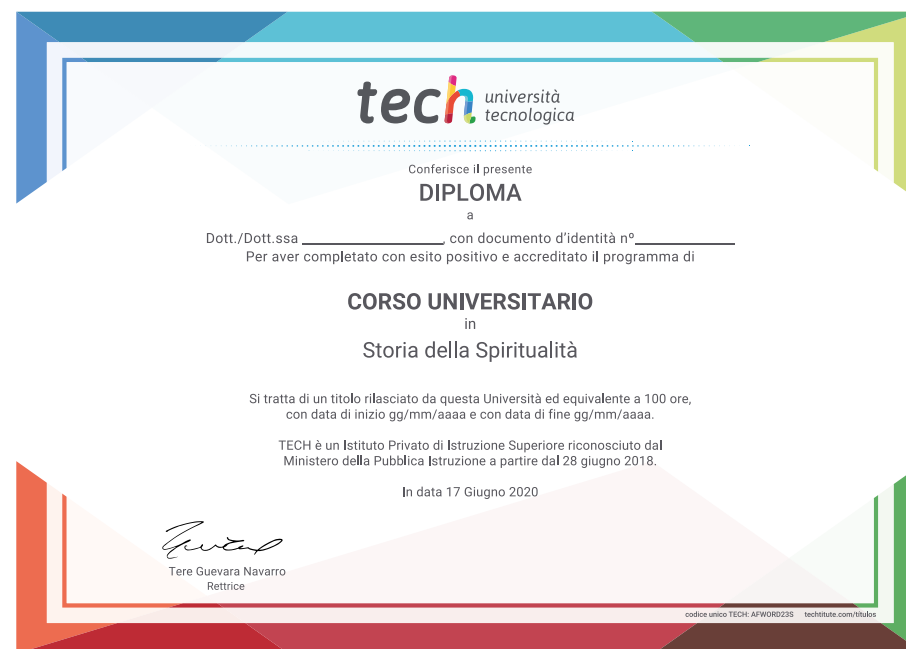 tech università
tecnologica
Conferisce il presente
DIPLOMA
a
Dott./Dott.ssa ____________________, con documento d'identità nº______________
Per aver completato con esito positivo e accreditato il programma di
CORSO UNIVERSITARIO
in
Storia della Spiritualità
Si tratta di un titolo rilasciato da questa Università ed equivalente a 100 ore,
con data di inizio gg/mm/aaaa e con data di fine gg/mm/aaaa.
TECH è un Istituto Privato di Istruzione Superiore riconosciuto dal
Ministero della Pubblica Istruzione a partire dal 28 giugno 2018.
In data 17 Giugno 2020
Tere Guevara Navarro
Rettrice
codice unico TECH: AFWORD23S techtitute.com/titulos